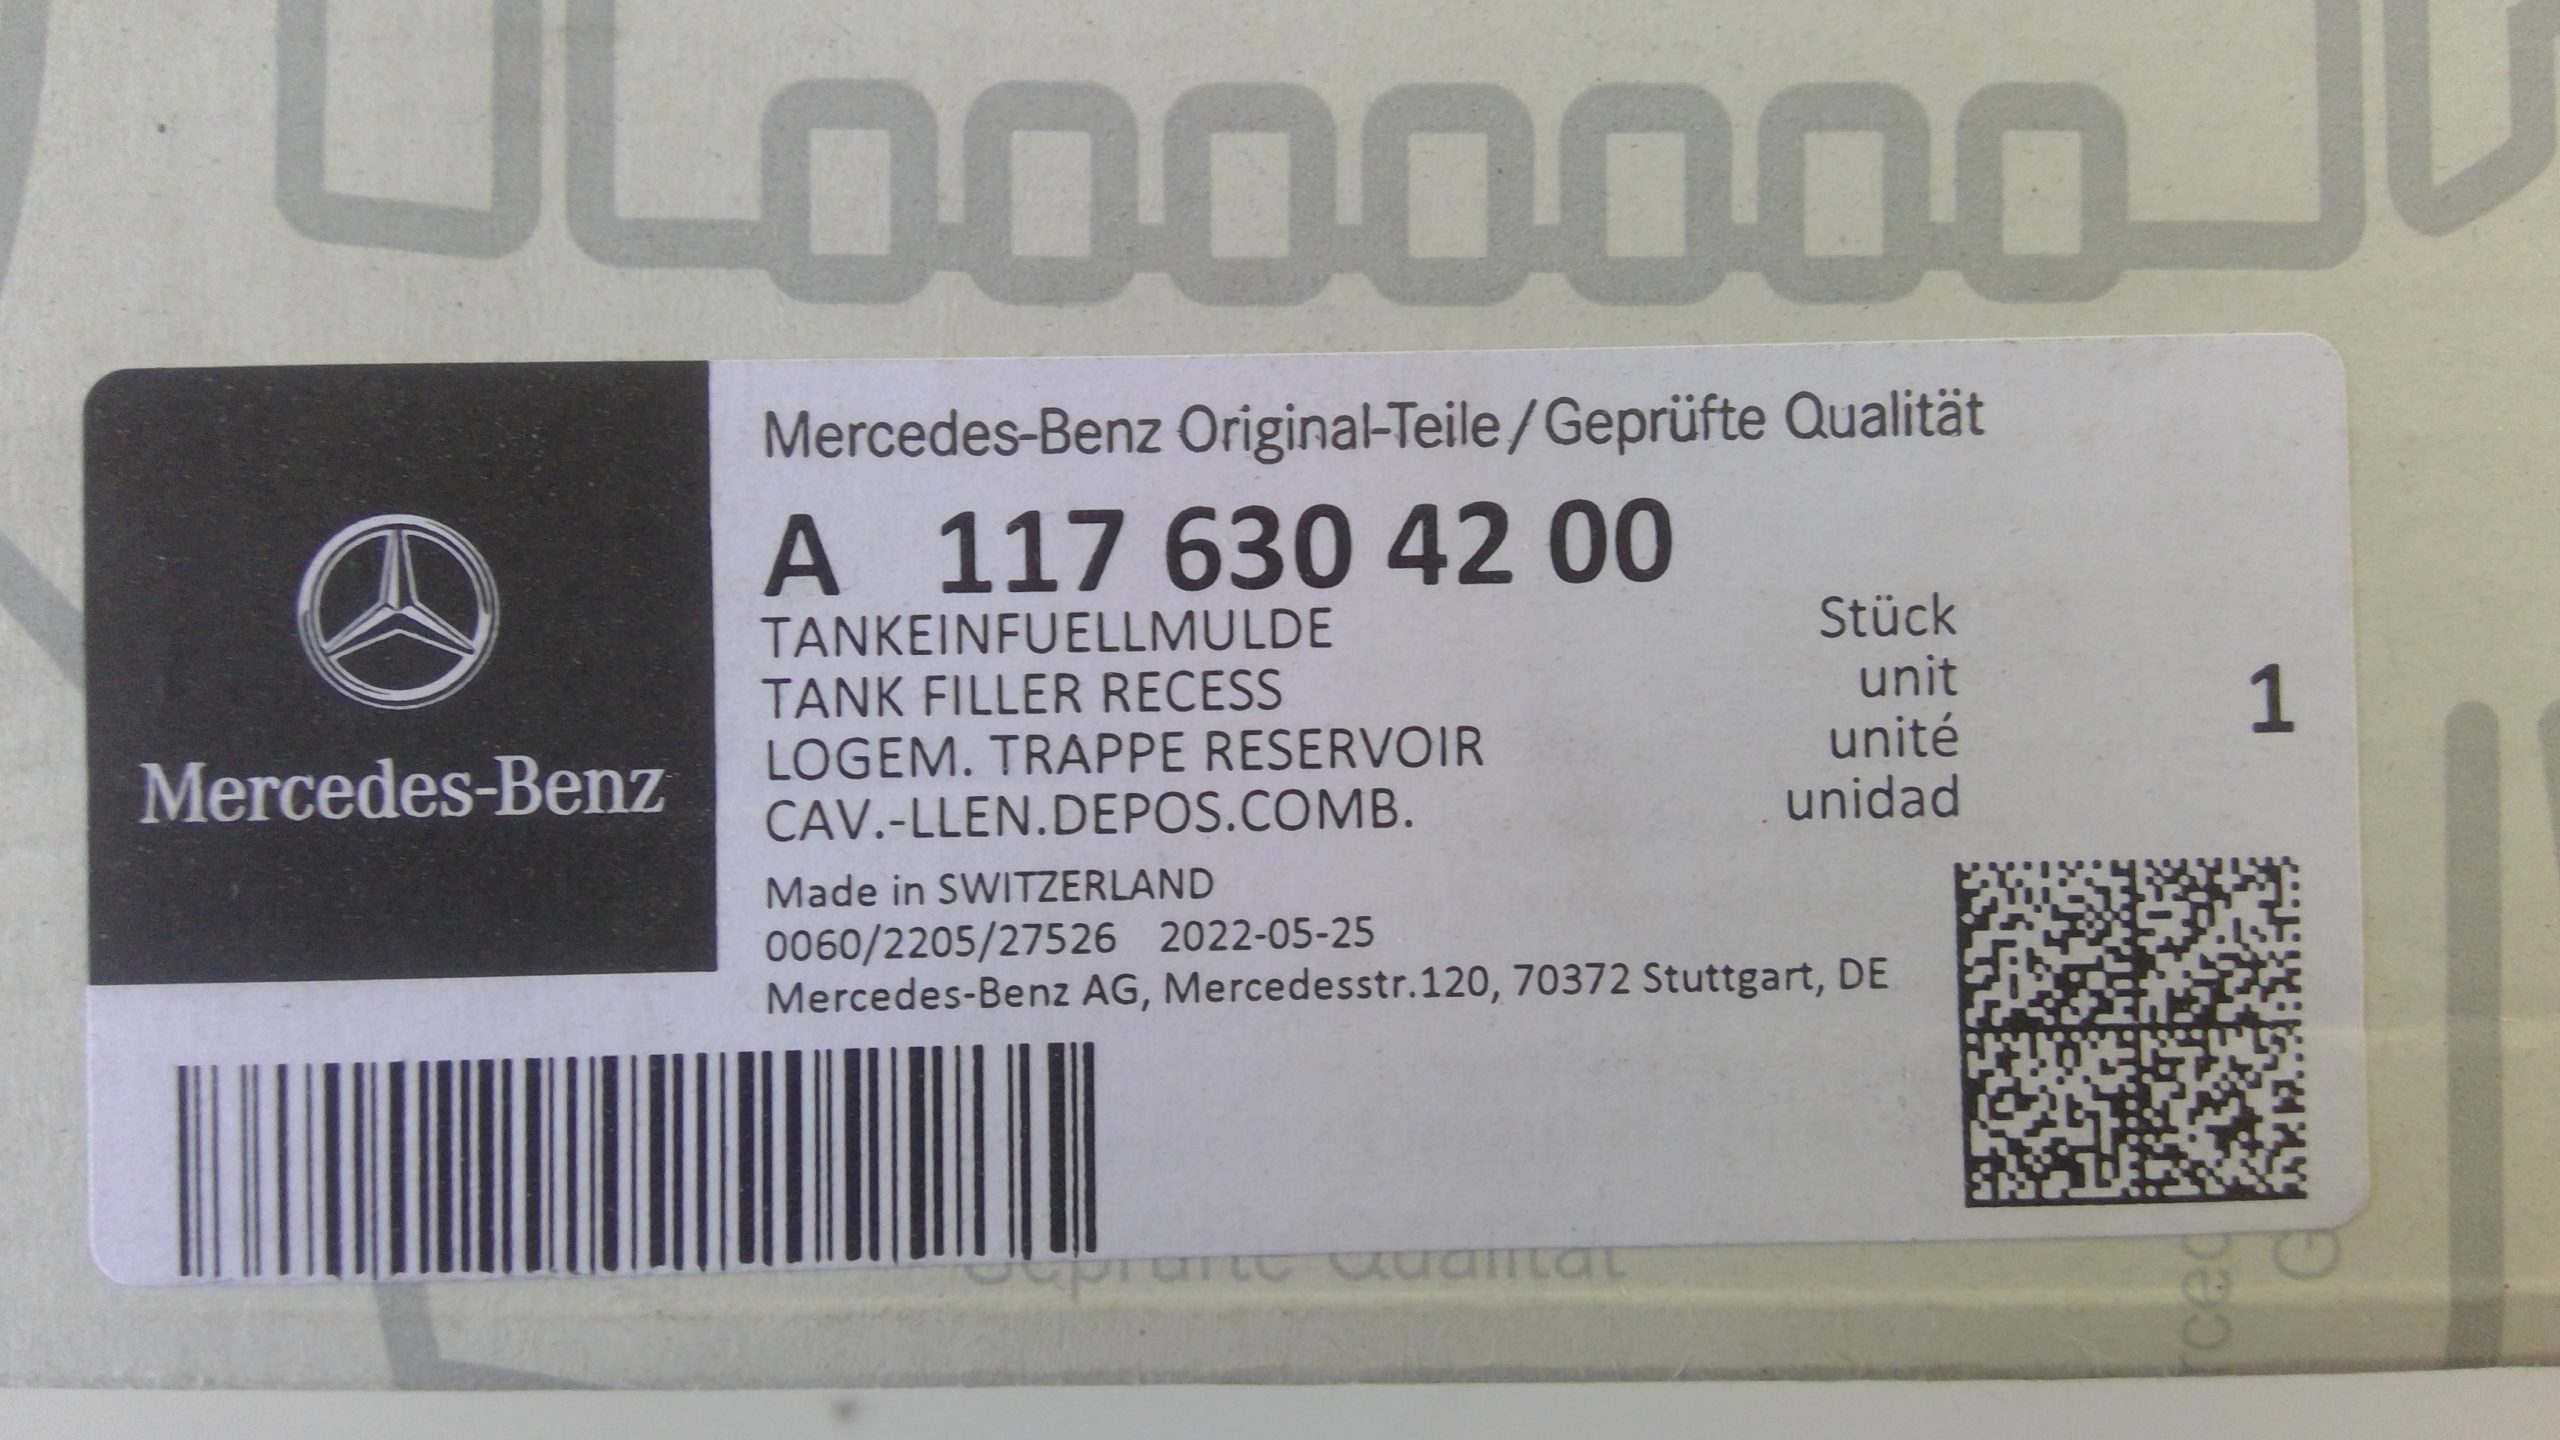 Mercedes-Benz Original-Teile/Geprüfte Qualität
A 117 630 42 00
TANKEINFUELLMULDE
TANK FILLER RECESS
LOGEM. TRAPPE RESERVOIR
CAV.-LLEN.DEPOS.COMB.
Stück
unit
unité
unidad
1
Mercedes-Benz
Made in SWITZERLAND
0060/2205/27526 2022-05-25
Mercedes-Benz AG, Mercedesstr.120, 70372 Stuttgart, DE
Geprüfte Qualität